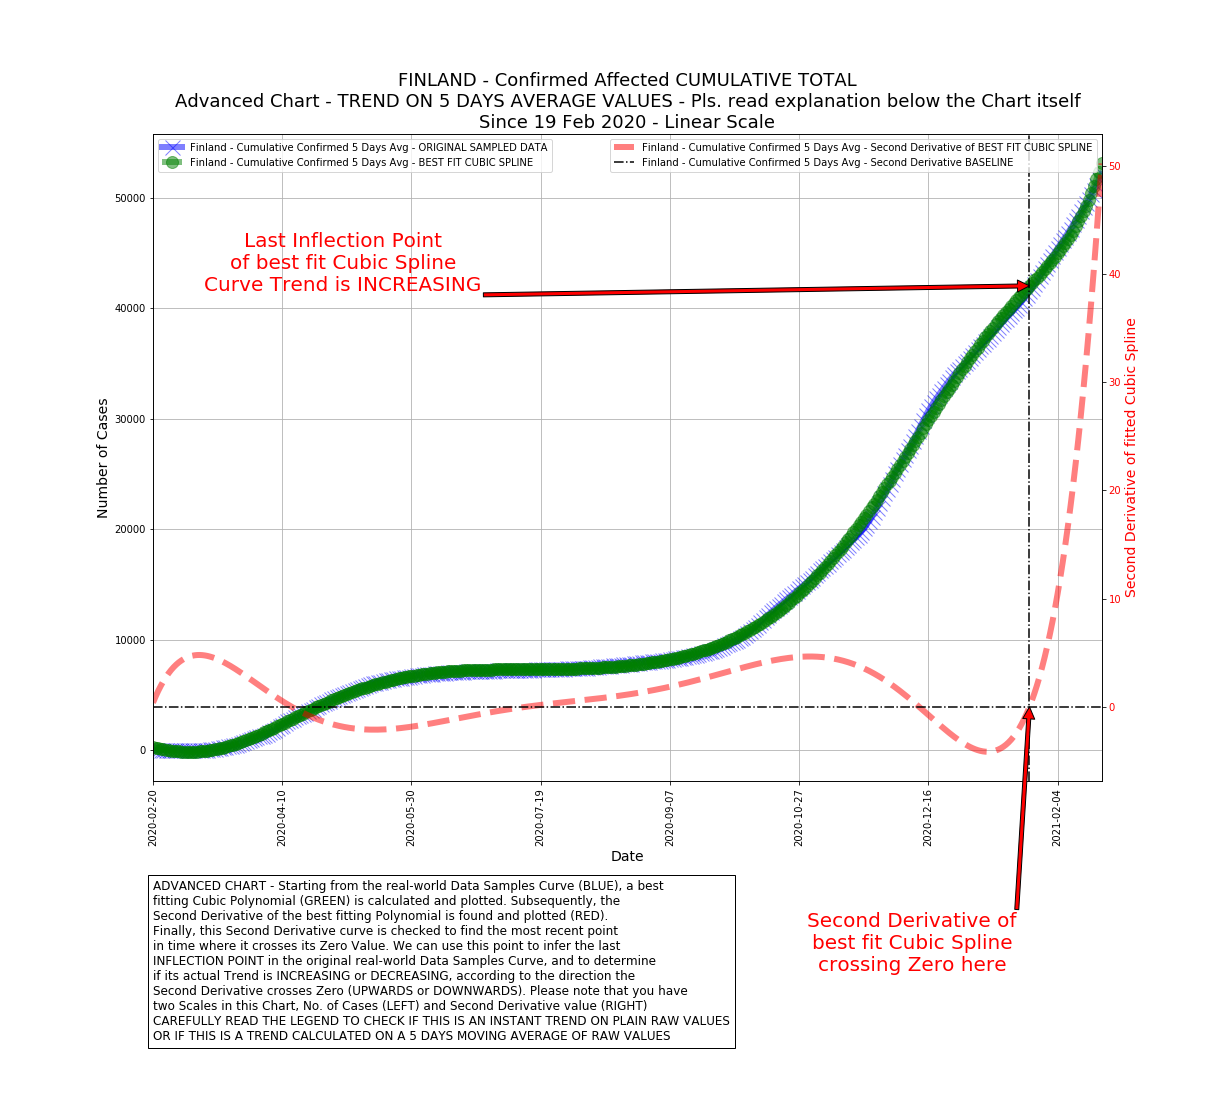 FINLAND - Confirmed Affected CUMULATIVE TOTAL
Advanced Chart - TREND ON 5 DAYS AVERAGE VALUES - Pls. read explanation below the Chart itself
Since 19 Feb 2020 - Linear Scale
Finland - Cumulative Confirmed 5 Days Avg - ORIGINAL SAMPLED DATA
Finland - Cumulative Confirmed 5 Days Avg - BEST FIT CUBIC SPLINE
Finland - Cumulative Confirmed 5 Days Avg - Second Derivative of BEST FIT CUBIC SPLINE
Finland - Cumulative Confirmed 5 Days Avg - Second Derivative BASELINE
Last Inflection Point
of best fit Cubic Spline
Curve Trend is INCREASING
Number of Cases
50000
40000
30000
20000
10000
0
50
40
30
20
10
0
Second Derivative of fitted Cubic Spline
2020-02-20
2020-04-10
2020-05-30
2020-07-19
2020-09-07
2020-10-27
2020-12-16
2021-02-04
Date
ADVANCED CHART - Starting from the real-world Data Samples Curve (BLUE), a best
fitting Cubic Polynomial (GREEN) is calculated and plotted. Subsequently, the
Second Derivative of the best fitting Polynomial is found and plotted (RED).
Finally, this Second Derivative curve is checked to find the most recent point
in time where it crosses its Zero Value. We can use this point to infer the last
INFLECTION POINT in the original real-world Data Samples Curve, and to determine
if its actual Trend is INCREASING or DECREASING, according to the direction the
Second Derivative crosses Zero (UPWARDS or DOWNWARDS). Please note that you have
two Scales in this Chart, No. of Cases (LEFT) and Second Derivative value (RIGHT)
CAREFULLY READ THE LEGEND TO CHECK IF THIS IS AN INSTANT TREND ON PLAIN RAW VALUES
OR IF THIS IS A TREND CALCULATED ON A 5 DAYS MOVING AVERAGE OF RAW VALUES
Second Derivative of
best fit Cubic Spline
crossing Zero here